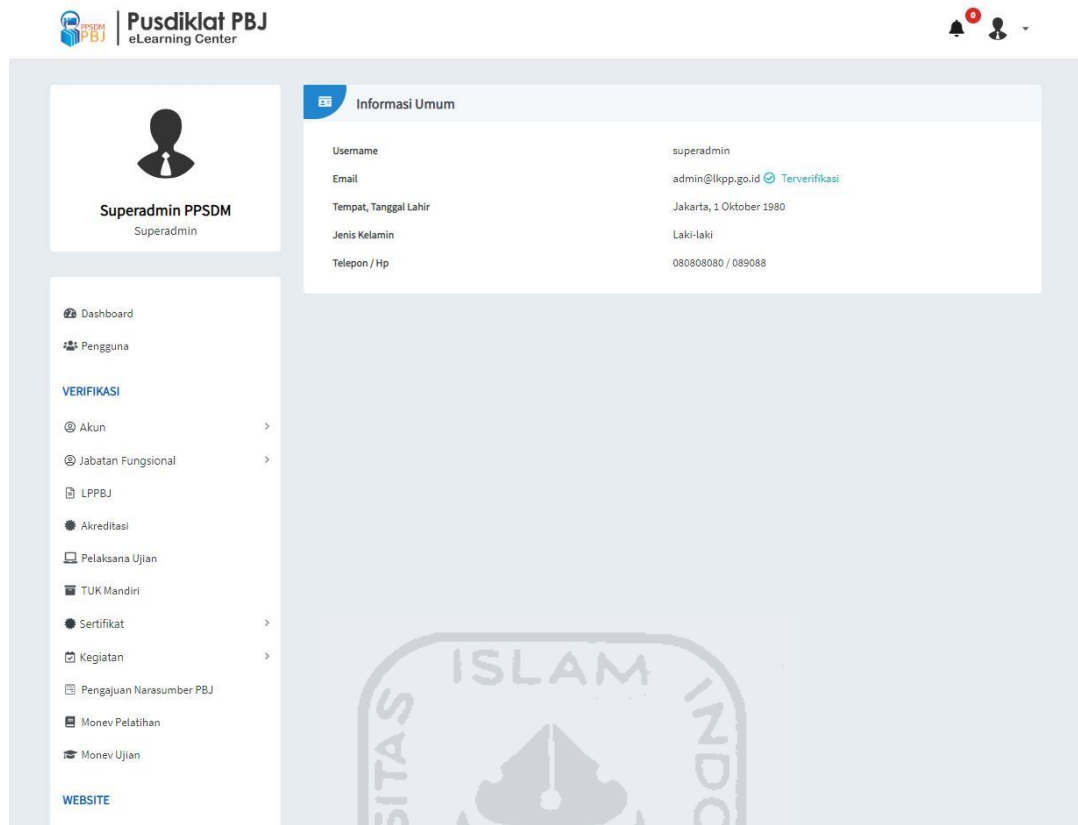 PPSDM
PBJ
Pusdiklat PBJ
eLearning Center
0
Superadmin PPSDM
Superadmin
Dashboard
Pengguna
VERIFIKASI
Akun
Jabatan Fungsional
LPPBJ
Akreditasi
Pelaksana Ujian
TUK Mandiri
Sertifikat
Kegiatan
Pengajuan Narasumber PBJ
Monev Pelatihan
Monev Ujian
WEBSITE
Informasi Umum
Username superadmin
Email admin@lkpp.go.id Terverifikasi
Tempat, Tanggal Lahir Jakarta, 1 Oktober 1980
Jenis Kelamin Laki-laki
Telepon / Hp 080808080 / 089088
SITAS ISLAM INDO